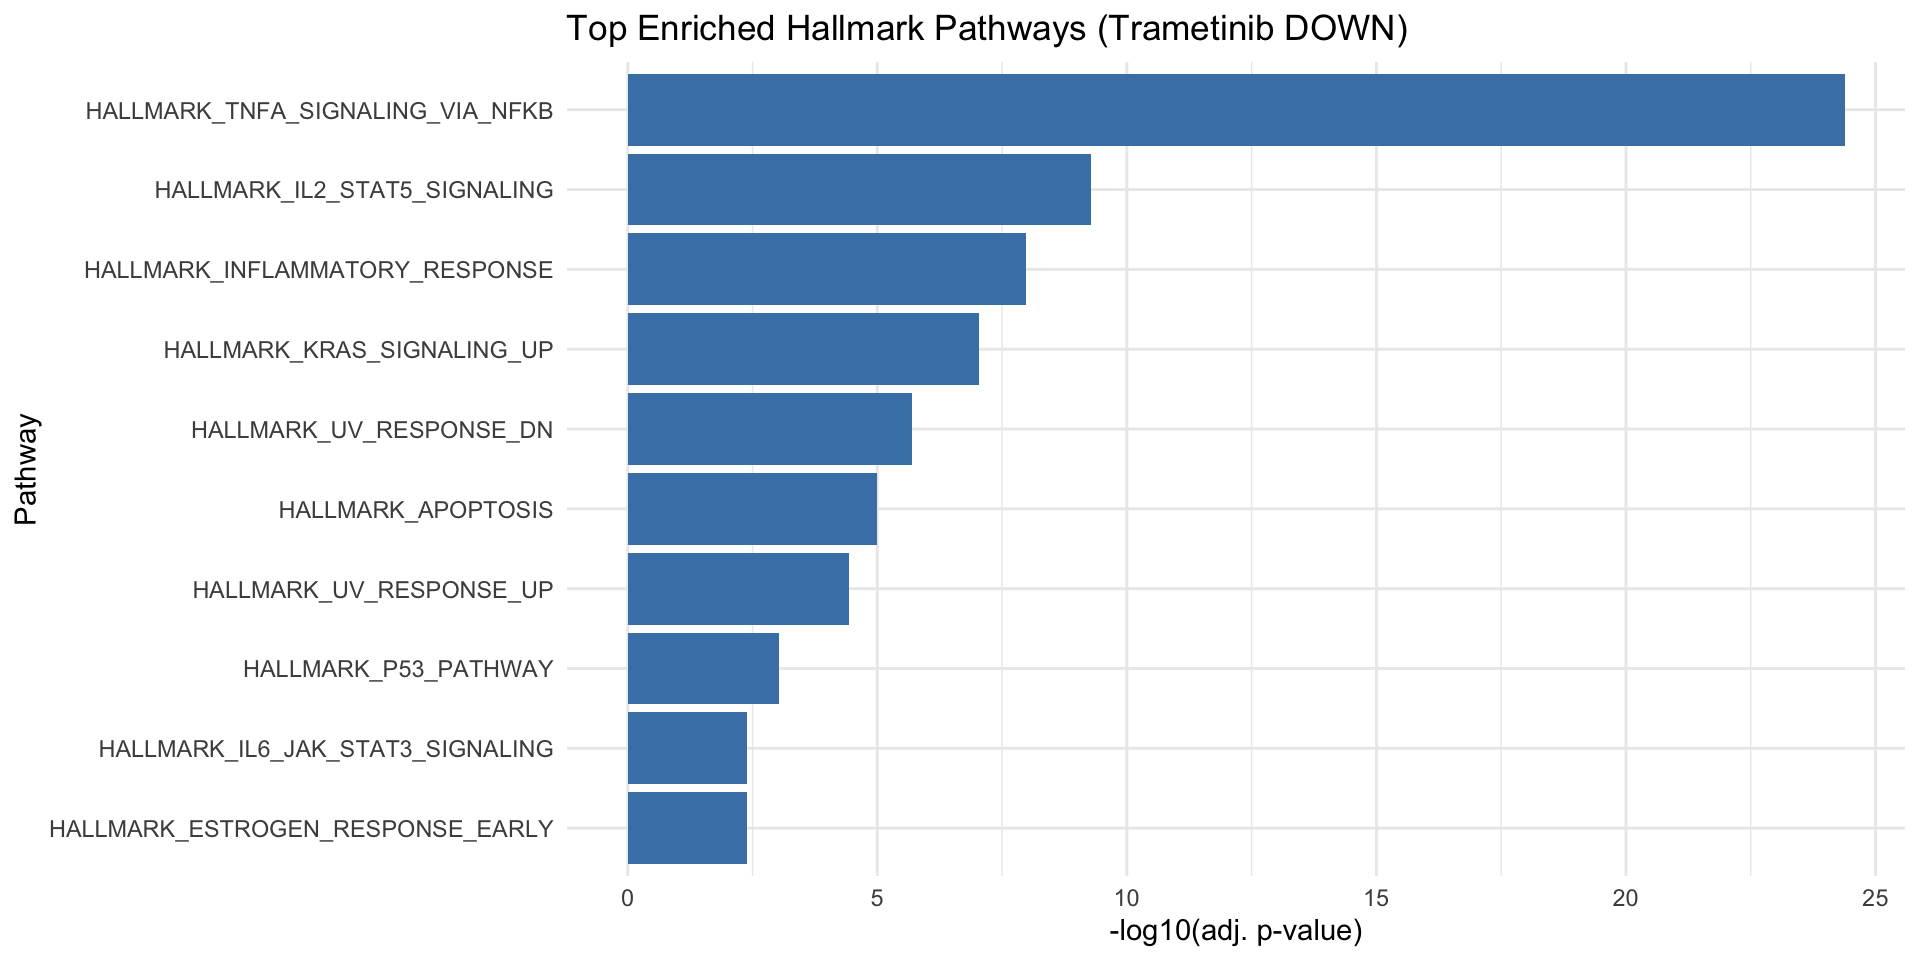 Top Enriched Hallmark Pathways (Trametinib DOWN)
Pathway
HALLMARK_TNFA_SIGNALING_VIA_NFKB
HALLMARK_IL2_STAT5_SIGNALING
HALLMARK_INFLAMMATORY_RESPONSE
HALLMARK_KRAS_SIGNALING_UP
HALLMARK_UV_RESPONSE_DN
HALLMARK_APOPTOSIS
HALLMARK_UV_RESPONSE_UP
HALLMARK_P53_PATHWAY
HALLMARK_IL6_JAK_STAT3_SIGNALING
HALLMARK_ESTROGEN_RESPONSE_EARLY
0 5 10 15 20 25
-log10(adj. p-value)